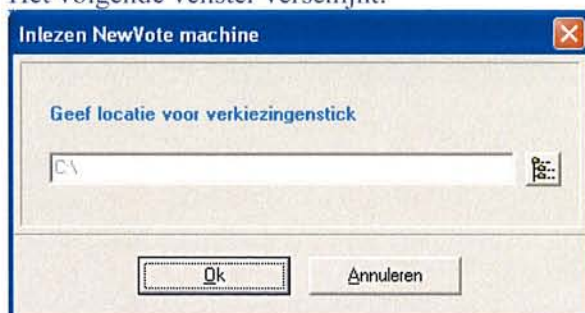 Het volgende venster verschijnt:
Inlezen NewVote machine
Geef locatie voor verkiezingenstick
C:\
Ok
Annuleren